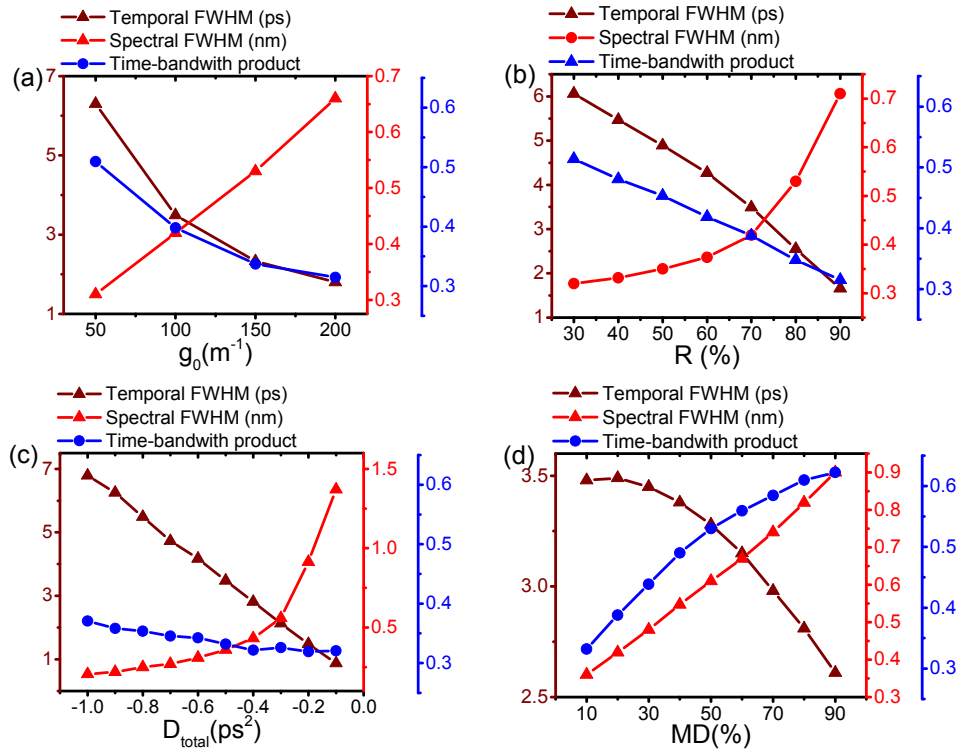 Temporal FWHM (ps)
Spectral FWHM (nm)
Time-bandwith product
(a)
7
5
3
1
0.7
0.6
0.5
0.4
0.3
0.6
0.5
0.4
0.3
50 100 150 200
g0(m-1)
Temporal FWHM (ps)
Spectral FWHM (nm)
Time-bandwith product
(b)
6
5
4
3
2
1
0.7
0.6
0.5
0.4
0.3
0.6
0.5
0.4
0.3
30 40 50 60 70 80 90
R (%)
Temporal FWHM (ps)
Spectral FWHM (nm)
Time-bandwith product
(c)
7
5
3
1
1.5
1.0
0.5
0.6
0.5
0.4
0.3
-1.0 -0.8 -0.6 -0.4 -0.2 0.0
Dtotal(ps2)
Temporal FWHM (ps)
Spectral FWHM (nm)
Time-bandwith product
(d)
3.5
3.0
2.5
0.9
0.8
0.7
0.6
0.5
0.4
0.3
0.6
0.5
0.4
0.3
10 30 50 70 90
MD(%)